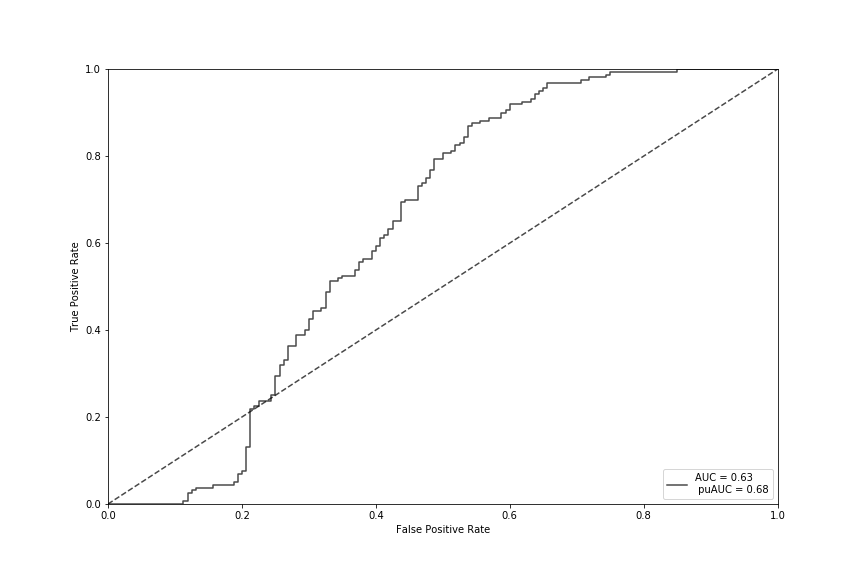 1.0
0.8
0.6
0.4
0.2
0.0
True Positive Rate
0.0 0.2 0.4 0.6 0.8 1.0
False Positive Rate
AUC = 0.63
puAUC = 0.68